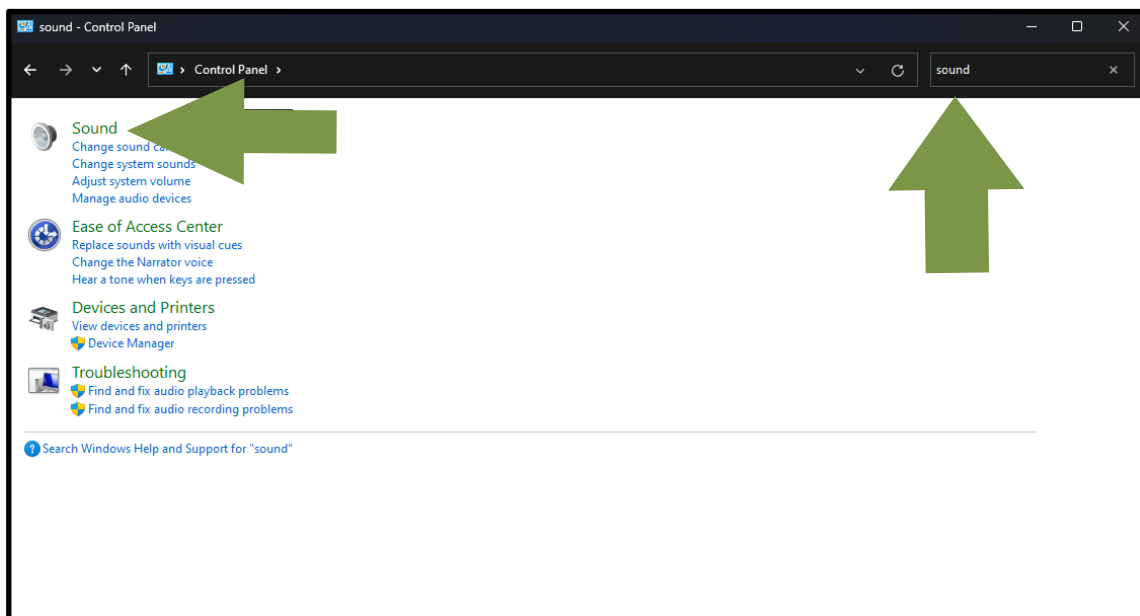 sound - Control Panel
Control Panel
sound
Sound
Change sound
Change system sounds
Adjust system volume
Manage audio devices
Ease of Access Center
Replace sounds with visual cues
Change the Narrator voice
Hear a tone when keys are pressed
Devices and Printers
View devices and printers
Device Manager
Troubleshooting
Find and fix audio playback problems
Find and fix audio recording problems
Search Windows Help and Support for "sound"